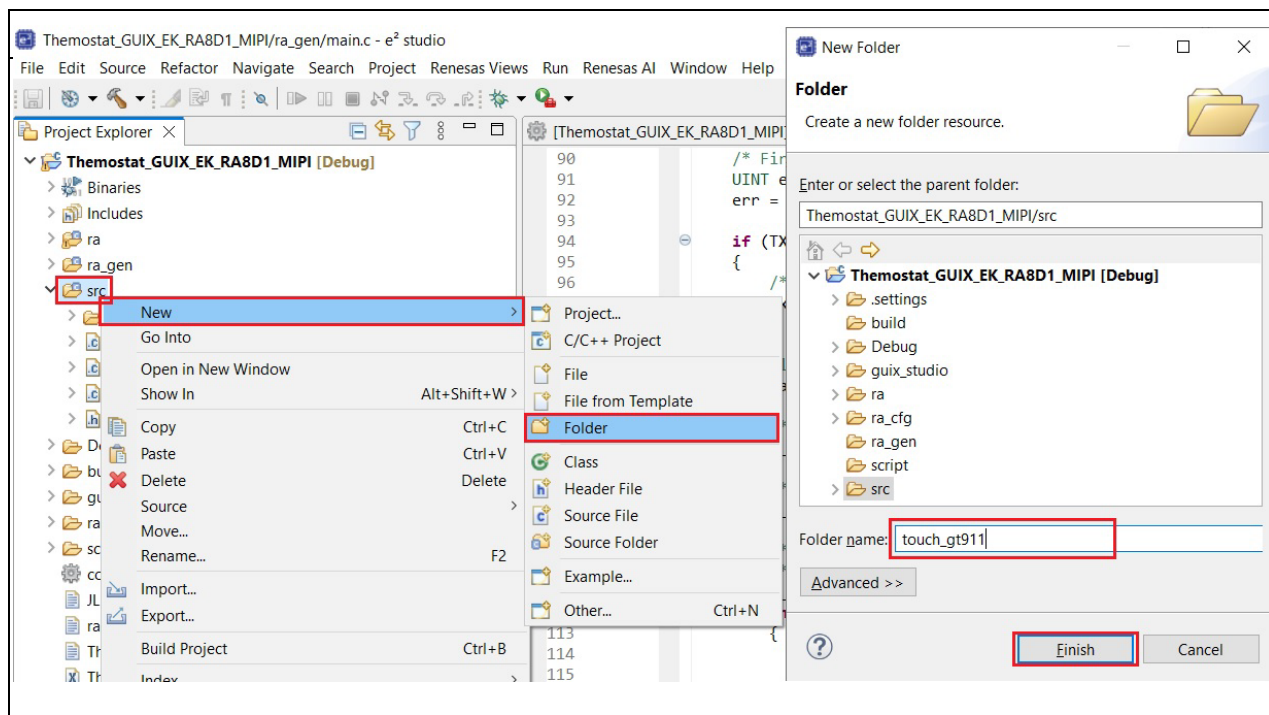 Themostat_GUIX_EK_RA8D1_MIPI/ra_gen/main.c - e² studio
File Edit Source Refactor Navigate Search Project Renesas Views Run Renesas AI Window Help
Project Explorer
[Themostat_GUIX_EK_RA8D1_MIPI]
Themostat_GUIX_EK_RA8D1_MIPI [Debug]
Binaries
Includes
ra
ra_gen
src
90 /* Fir
91 UINT e
92 err =
93
94 if (TX
95 {
96 /*
New
Go Into
Open in New Window
Show In Alt+Shift+W
Copy Ctrl+C
Paste Ctrl+V
Delete Delete
Source
Move...
Rename... F2
Import...
Export...
Build Project Ctrl+B
Index
Project...
C/C++ Project
File
File from Template
Folder
Class
Header File
Source File
Source Folder
Example...
Other... Ctrl+N
113 {
114
115
New Folder
Folder
Create a new folder resource.
Enter or select the parent folder:
Themostat_GUIX_EK_RA8D1_MIPI/src
Themostat_GUIX_EK_RA8D1_MIPI [Debug]
.settings
build
Debug
guix_studio
ra
ra_cfg
ra_gen
script
src
Folder name: touch_gt911
Advanced >>
Finish Cancel